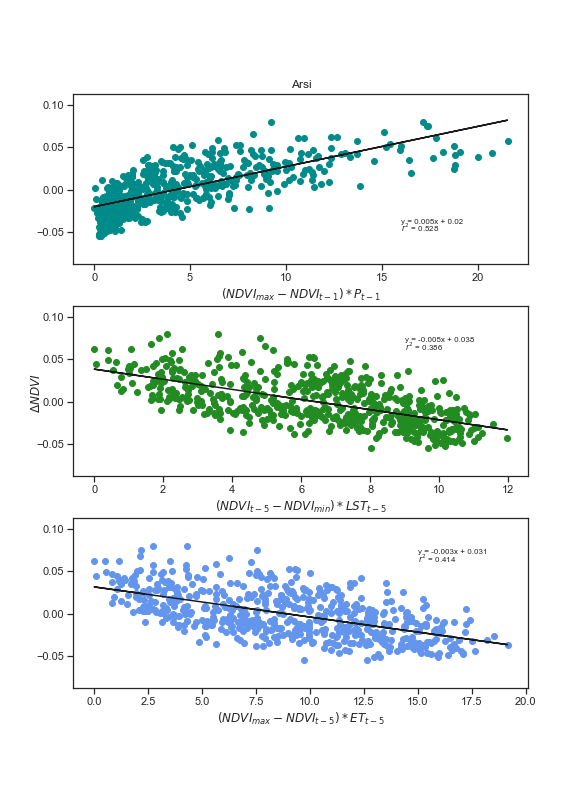 Arsi
0.10
0.05
0.00
−0.05
0 5 10 15 20
y = 0.005x + 0.02
r² = 0.528
(NDVI_max − NDVI_t−1) * P_t−1
0.10
0.05
0.00
−0.05
ΔNDVI
0 2 4 6 8 10 12
y = -0.005x + 0.038
r² = 0.386
(NDVI_t−5 − NDVI_min) * LST_t−5
0.10
0.05
0.00
−0.05
0.0 2.5 5.0 7.5 10.0 12.5 15.0 17.5 20.0
y = -0.003x + 0.031
r² = 0.414
(NDVI_max − NDVI_t−5) * ET_t−5